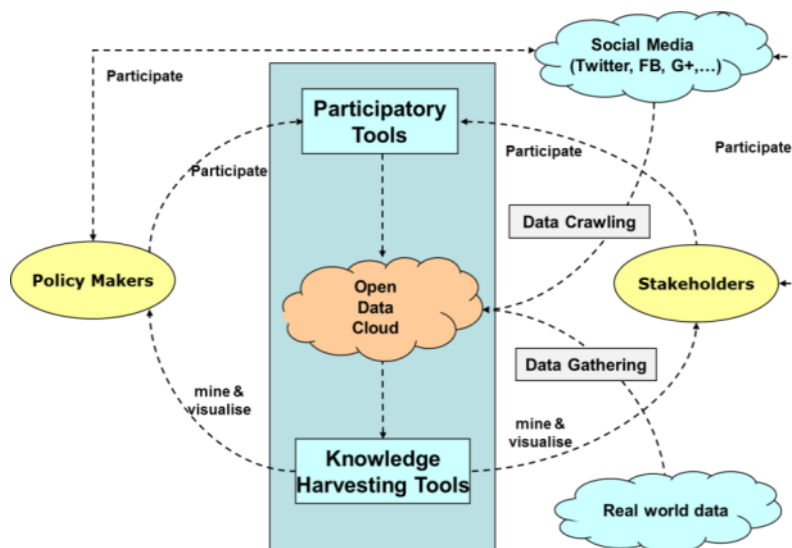 Social Media
(Twitter, FB, G+,...)
Participate
Participatory
Tools
Participate
Participate
Participate
Data Crawling
Policy Makers
Open
Data
Cloud
Stakeholders
Data Gathering
mine &
visualise
mine &
visualise
Knowledge
Harvesting Tools
Real world data